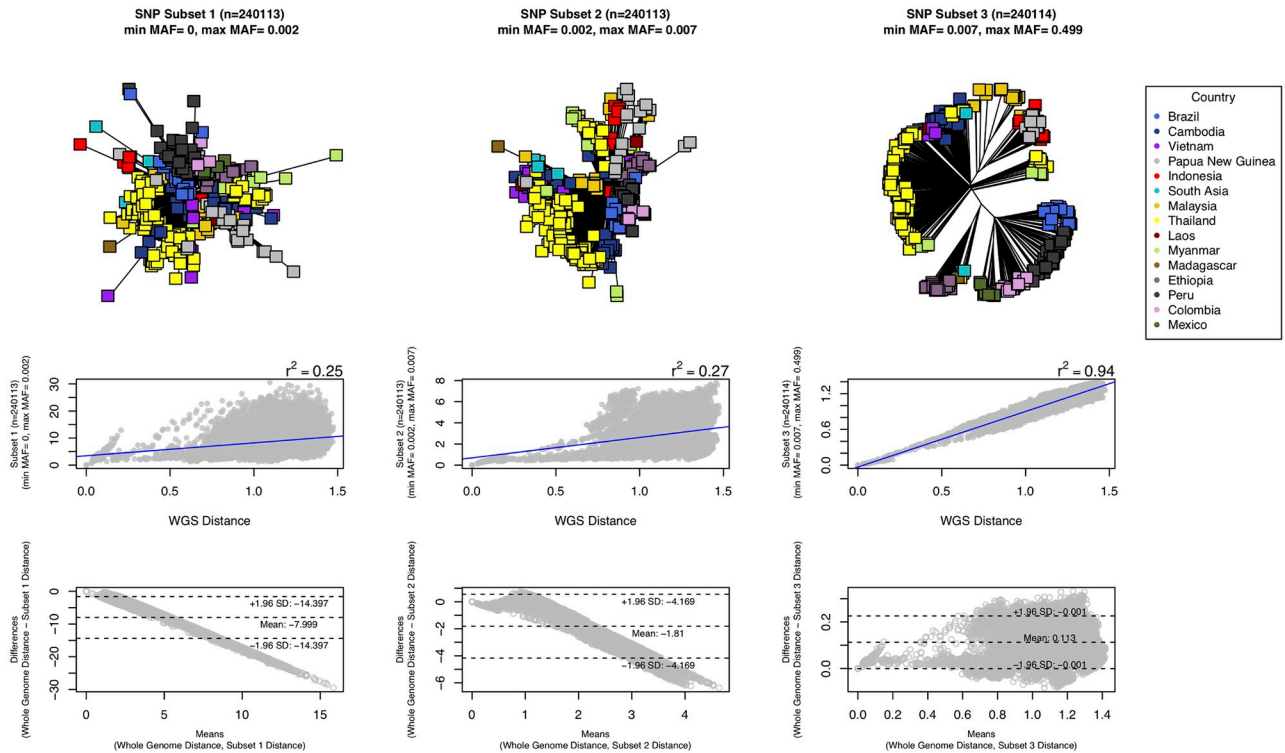 SNP Subset 1 (n=240113)
min MAF= 0, max MAF= 0.002
SNP Subset 2 (n=240113)
min MAF= 0.002, max MAF= 0.007
SNP Subset 3 (n=240114)
min MAF= 0.007, max MAF= 0.499
Country
Brazil
Cambodia
Vietnam
Papua New Guinea
Indonesia
South Asia
Malaysia
Thailand
Laos
Myanmar
Madagascar
Ethiopia
Peru
Colombia
Mexico
r² = 0.25
Subset 1 (n=240113)
(min MAF= 0, max MAF= 0.002)
0 10 20 30
0.0 0.5 1.0 1.5
WGS Distance
r² = 0.27
Subset 2 (n=240113)
(min MAF= 0.002, max MAF= 0.007)
0 2 4 6 8
0.0 0.5 1.0 1.5
WGS Distance
r² = 0.94
Subset 3 (n=240114)
(min MAF= 0.007, max MAF= 0.499)
0.0 0.6 1.2
0.0 0.5 1.0 1.5
WGS Distance
Differences
(Whole Genome Distance − Subset 1 Distance)
−30 −20 −10 0
+1.96 SD: −14.397
Mean: −7.999
−1.96 SD: −14.397
0 5 10 15
Means
(Whole Genome Distance, Subset 1 Distance)
Differences
(Whole Genome Distance − Subset 2 Distance)
−6 −4 −2 0
+1.96 SD: −4.169
Mean: −1.81
−1.96 SD: −4.169
0 1 2 3 4
Means
(Whole Genome Distance, Subset 2 Distance)
Differences
(Whole Genome Distance − Subset 3 Distance)
0.0 0.2
+1.96 SD: −0.001
Mean: 0.113
−1.96 SD: −0.001
0.0 0.2 0.4 0.6 0.8 1.0 1.2 1.4
Means
(Whole Genome Distance, Subset 3 Distance)